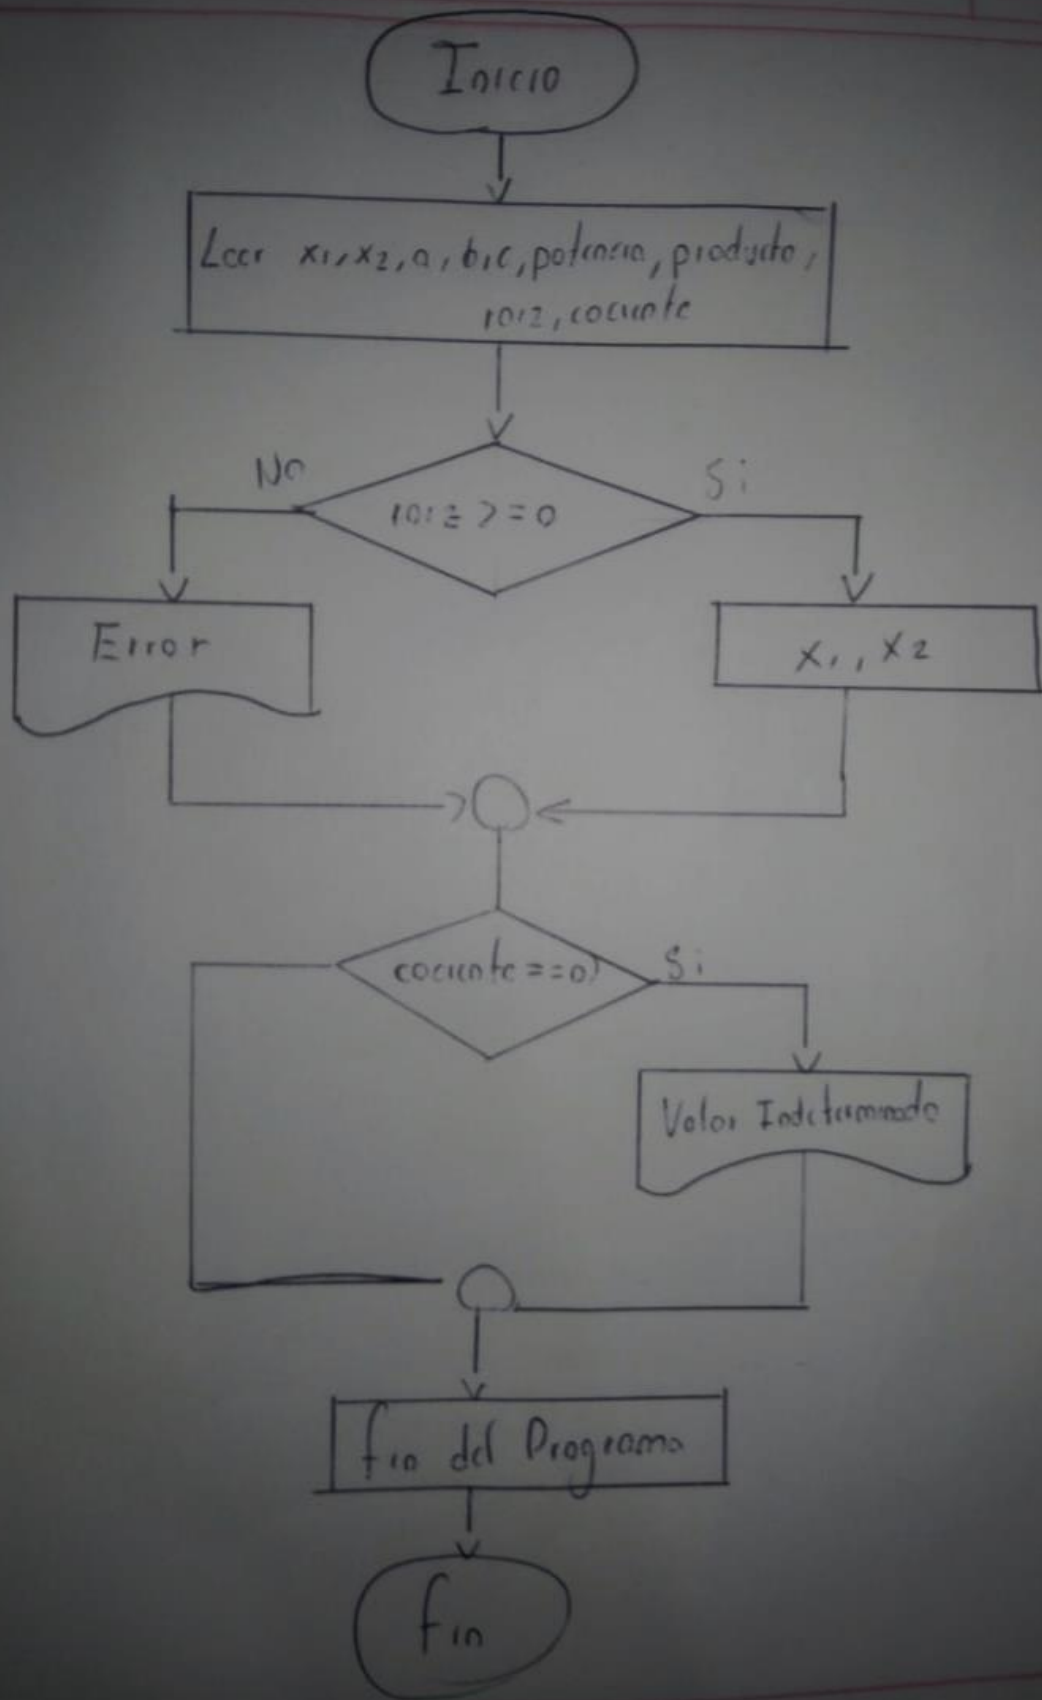 Inicio
Leer x1, x2, a, b, c, potencia, producto,
raiz, cociente
No
Si
raiz >= 0
Error
x1, x2
cociente == 0
Si
Valor Indeterminado
fin del Programa
fin